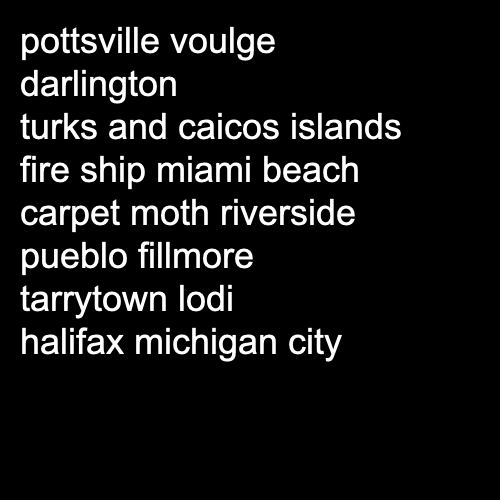 pottsville voulge
darlington
turks and caicos islands
fire ship miami beach
carpet moth riverside
pueblo fillmore
tarrytown lodi
halifax michigan city